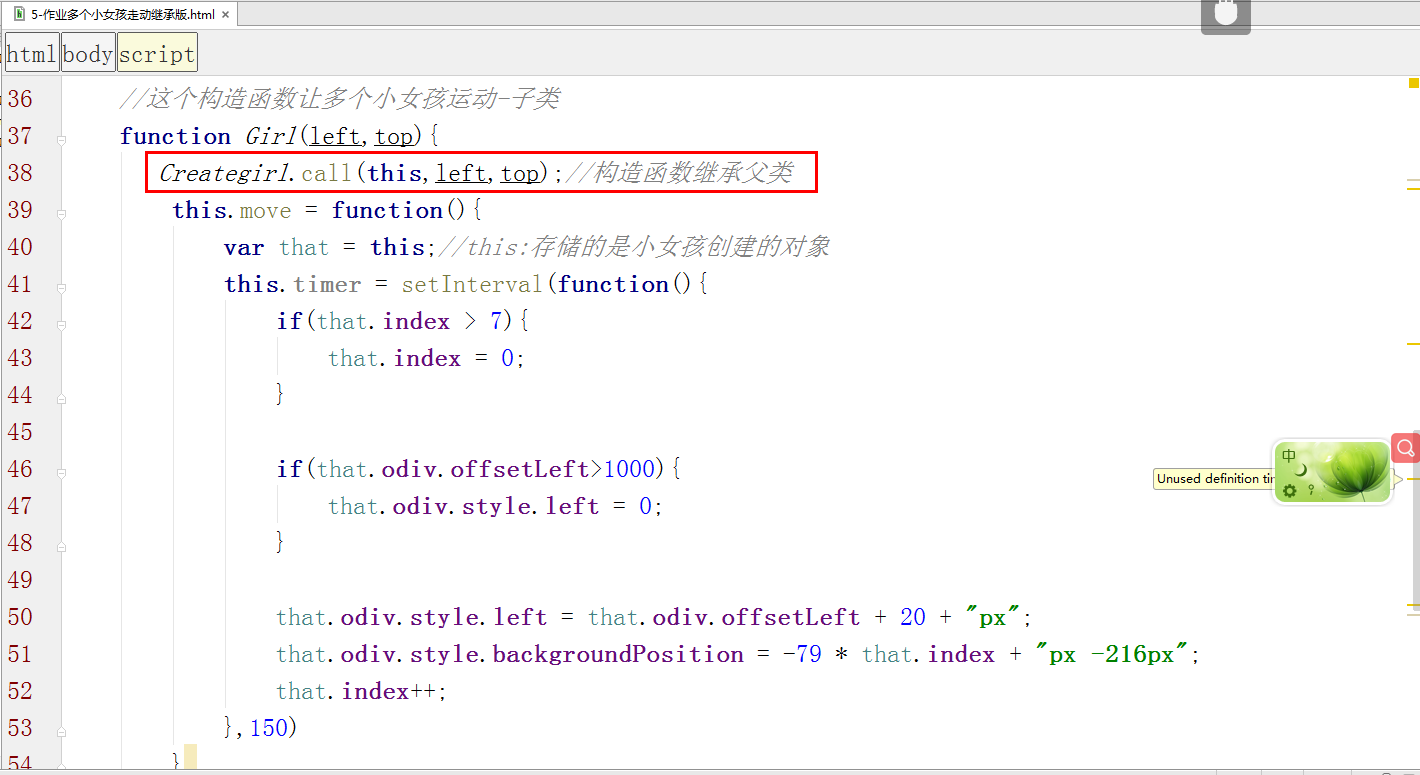 5-作业多个小女孩走动继承版.html ×
html body script
36 //这个构造函数让多个小女孩运动-子类
37 function Girl(left,top){
38 Creategirl.call(this,left,top);//构造函数继承父类
39 this.move = function(){
40 var that = this;//this:存储的是小女孩创建的对象
41 this.timer = setInterval(function(){
42 if(that.index > 7){
43 that.index = 0;
44 }
45
46 if(that.odiv.offsetLeft>1000){
Unused definition
中
47 that.odiv.style.left = 0;
48 }
49
50 that.odiv.style.left = that.odiv.offsetLeft + 20 + "px";
51 that.odiv.style.backgroundPosition = -79 * that.index + "px -216px";
52 that.index++;
53 },150)
54 }